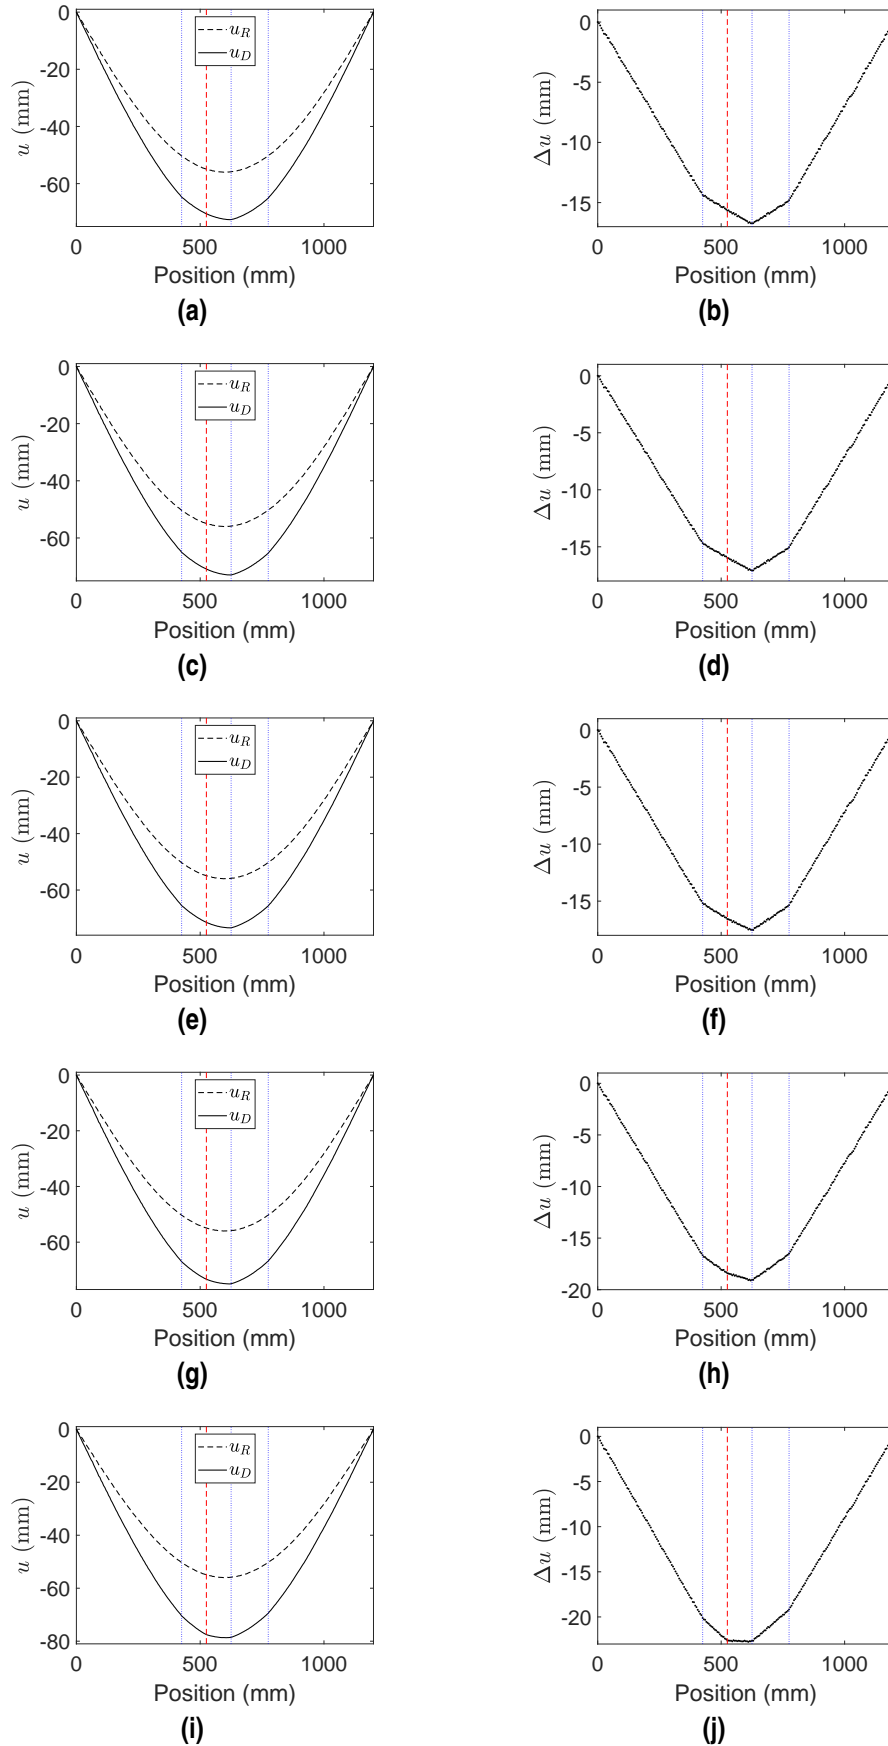 0
-20
-40
-60
u (mm)
u_R
u_D
0 500 1000
Position (mm)
(a)
0
-5
-10
-15
Δu (mm)
0 500 1000
Position (mm)
(b)
0
-20
-40
-60
u (mm)
u_R
u_D
0 500 1000
Position (mm)
(c)
0
-5
-10
-15
Δu (mm)
0 500 1000
Position (mm)
(d)
0
-20
-40
-60
u (mm)
u_R
u_D
0 500 1000
Position (mm)
(e)
0
-5
-10
-15
Δu (mm)
0 500 1000
Position (mm)
(f)
0
-20
-40
-60
u (mm)
u_R
u_D
0 500 1000
Position (mm)
(g)
0
-5
-10
-15
-20
Δu (mm)
0 500 1000
Position (mm)
(h)
0
-20
-40
-60
-80
u (mm)
u_R
u_D
0 500 1000
Position (mm)
(i)
0
-5
-10
-15
-20
Δu (mm)
0 500 1000
Position (mm)
(j)